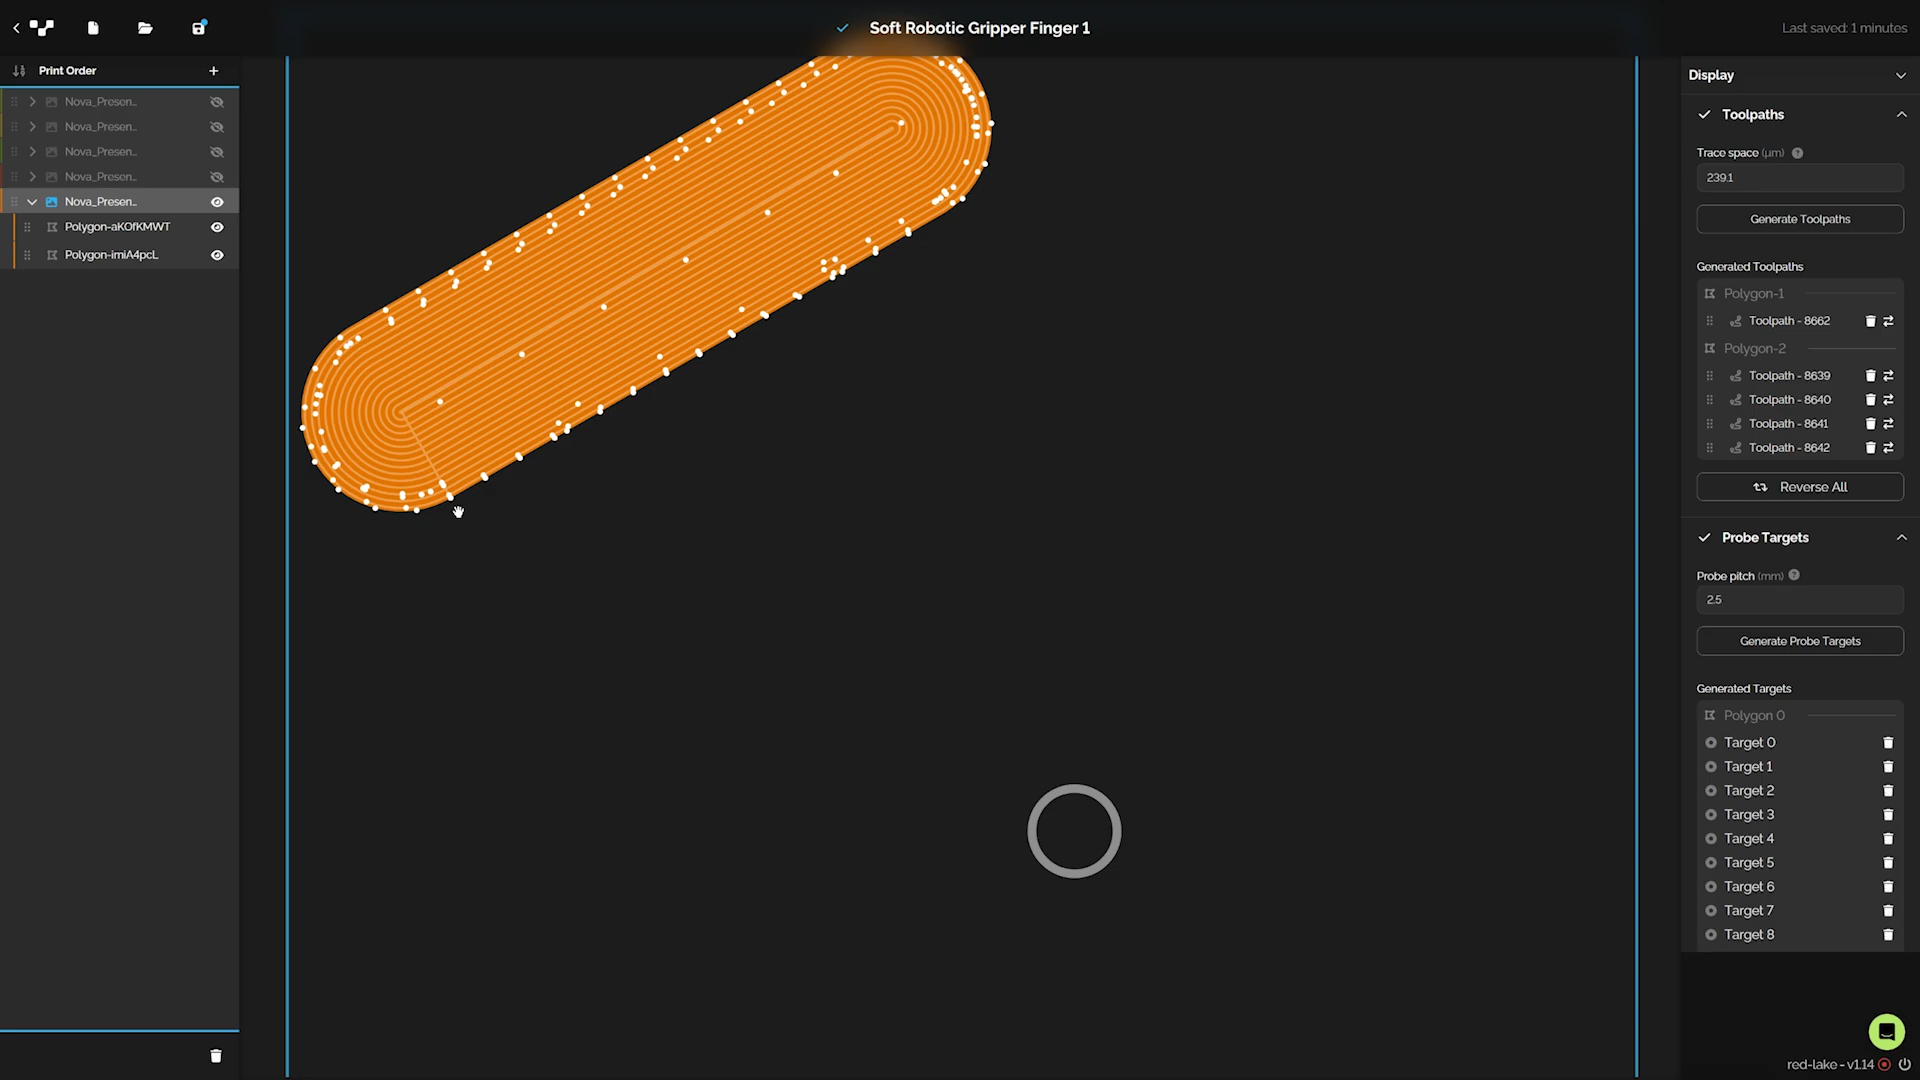 Soft Robotic Gripper Finger 1
Last saved: 1 minutes
Print Order
Nova_Presen...
Nova_Presen...
Nova_Presen...
Nova_Presen...
Nova_Presen...
Polygon-aKOfKMWT
Polygon-imiA4pcL
Display
Toolpaths
Trace space (μm)
239.1
Generate Toolpaths
Generated Toolpaths
Polygon-1
Toolpath - 8662
Polygon-2
Toolpath - 8639
Toolpath - 8640
Toolpath - 8641
Toolpath - 8642
Reverse All
Probe Targets
Probe pitch (mm)
2.5
Generate Probe Targets
Generated Targets
Polygon 0
Target 0
Target 1
Target 2
Target 3
Target 4
Target 5
Target 6
Target 7
Target 8
red-lake - v1.14